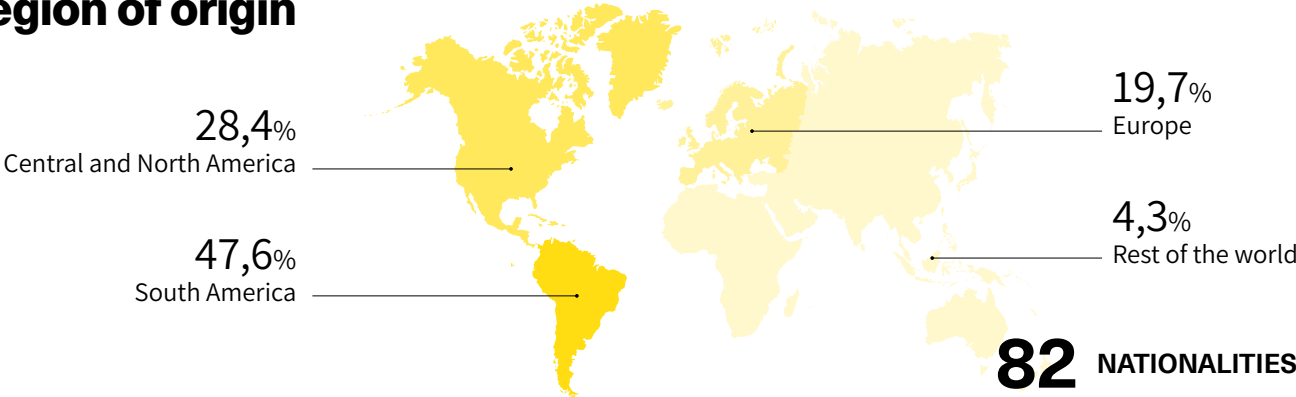 egion of origin
28,4%
Central and North America
47,6%
South America
19,7%
Europe
4,3%
Rest of the world
82 NATIONALITIES